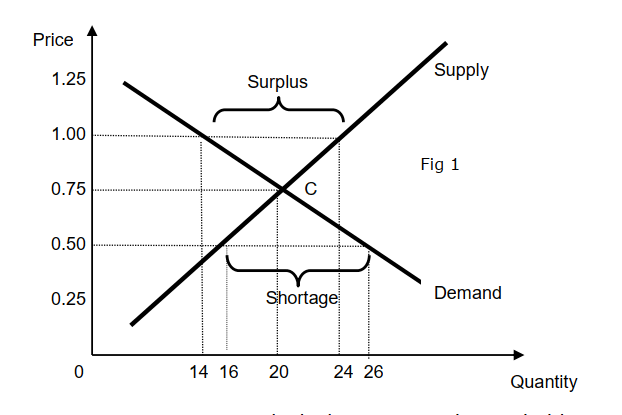 Price
1.25
Surplus
Supply
1.00
Fig 1
0.75
C
0.50
0.25
Shortage
Demand
0
14 16 20 24 26
Quantity